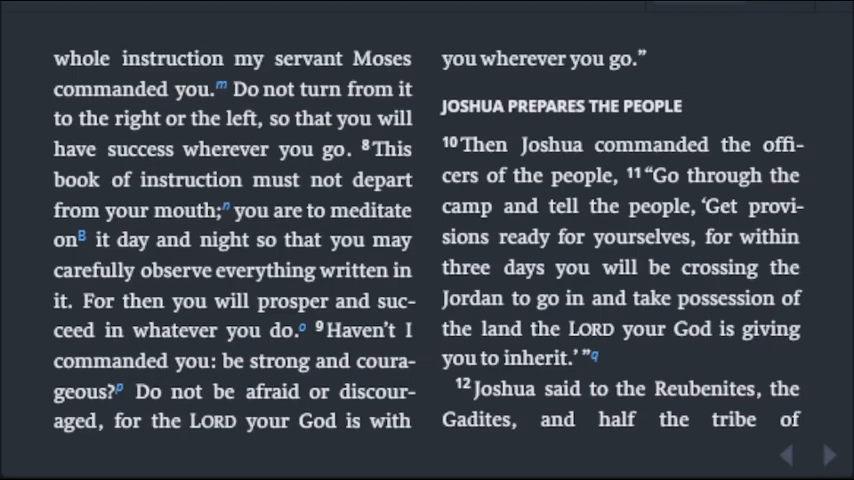 whole instruction my servant Moses
commanded you.m Do not turn from it
to the right or the left, so that you will
have success wherever you go. 8This
book of instruction must not depart
from your mouth;n you are to meditate
onB it day and night so that you may
carefully observe everything written in
it. For then you will prosper and suc-
ceed in whatever you do.o 9Haven't I
commanded you: be strong and coura-
geous?p Do not be afraid or discour-
aged, for the LORD your God is with
you wherever you go.”
JOSHUA PREPARES THE PEOPLE
10Then Joshua commanded the offi-
cers of the people, 11“Go through the
camp and tell the people, ‘Get provi-
sions ready for yourselves, for within
three days you will be crossing the
Jordan to go in and take possession of
the land the LORD your God is giving
you to inherit.’ ”q
12Joshua said to the Reubenites, the
Gadites, and half the tribe of